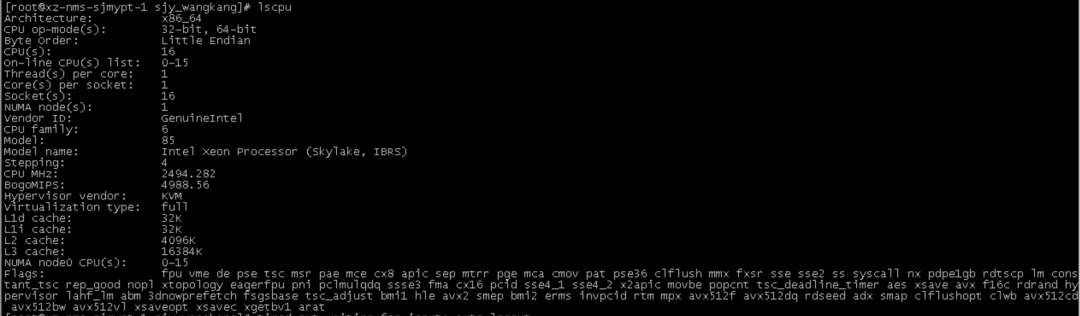 [root@xz-nms-sjmypt-1 sjy_wangkang]# lscpu
Architecture:          x86_64
CPU op-mode(s):        32-bit, 64-bit
Byte Order:            Little Endian
CPU(s):                16
On-line CPU(s) list:   0-15
Thread(s) per core:    1
Core(s) per socket:    1
Socket(s):             16
NUMA node(s):          1
Vendor ID:             GenuineIntel
CPU family:            6
Model:                 85
Model name:            Intel Xeon Processor (Skylake, IBRS)
Stepping:              4
CPU MHz:               2494.282
BogoMIPS:              4988.56
Hypervisor vendor:     KVM
Virtualization type:   full
L1d cache:             32K
L1i cache:             32K
L2 cache:              4096K
L3 cache:              16384K
NUMA node0 CPU(s):     0-15
Flags:                 fpu vme de pse tsc msr pae mce cx8 apic sep mtrr pge mca cmov pat pse36 clflush mmx fxsr sse sse2 ss syscall nx pdpe1gb rdtscp lm cons
tant_tsc rep_good nopl xtopology eagerfpu pni pclmulqdq ssse3 fma cx16 pcid sse4_1 sse4_2 x2apic movbe popcnt tsc_deadline_timer aes xsave avx f16c rdrand hy
pervisor lahf_lm abm 3dnowprefetch fsgsbase tsc_adjust bmi1 hle avx2 smep bmi2 erms invpcid rtm mpx avx512f avx512dq rdseed adx smap clflushopt clwb avx512cd
 avx512bw avx512vl xsaveopt xsavec xgetbv1 arat